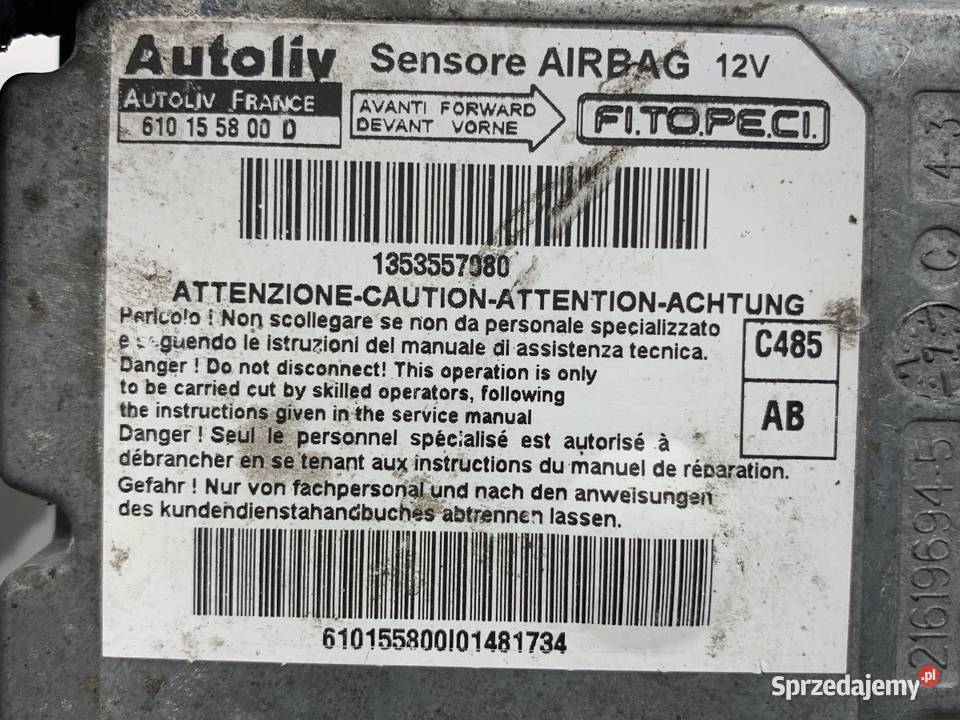 Autoliv Sensore AIRBAG 12V
AUTOLIV FRANCE
610 15 58 00 D
AVANTI FORWARD
DEVANT VORNE
FI.TO.PE.CI.
1353557080
ATTENZIONE-CAUTION-ATTENTION-ACHTUNG
Pericolo ! Non scollegare se non da personale specializzato
e seguendo le istruzioni del manuale di assistenza tecnica.
Danger ! Do not disconnect! This operation is only
to be carried cut by skilled operators, following
the instructions given in the service manual
Danger ! Seul le personnel spécialisé est autorisé à
débrancher en se tenant aux instructions du manuel de réparation.
Gefahr ! Nur von fachpersonal und nach den anweisungen
des kundendienstahandbuches abtrennen lassen.
C485
AB
610155800I01481734
21619694-5
C
43
Sprzedajemy.pl